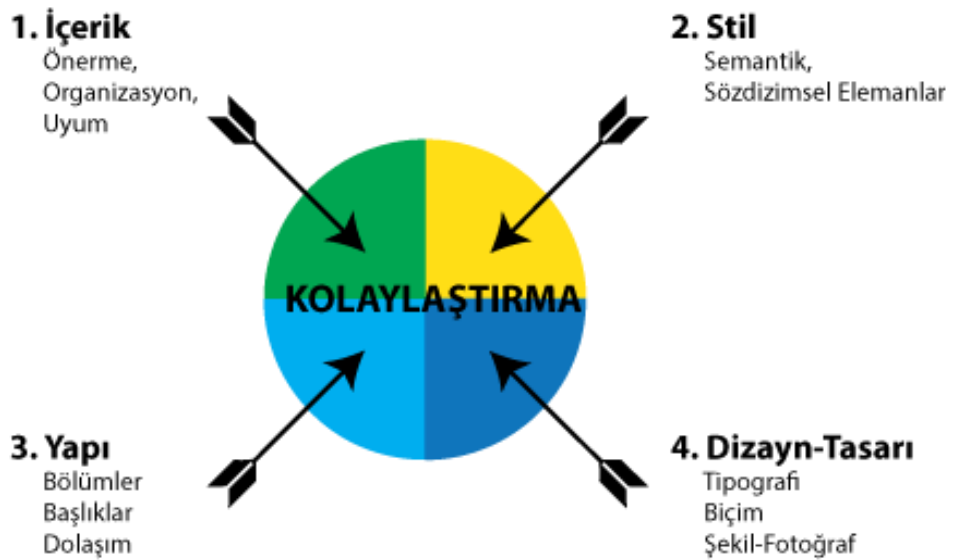 1. İçerik
Önerme,
Organizasyon,
Uyum
2. Stil
Semantik,
Sözdizimsel Elemanlar
KOLAYLAŞTIRMA
3. Yapı
Bölümler
Başlıklar
Dolaşım
4. Dizayn-Tasarı
Tipografi
Biçim
Şekil-Fotoğraf